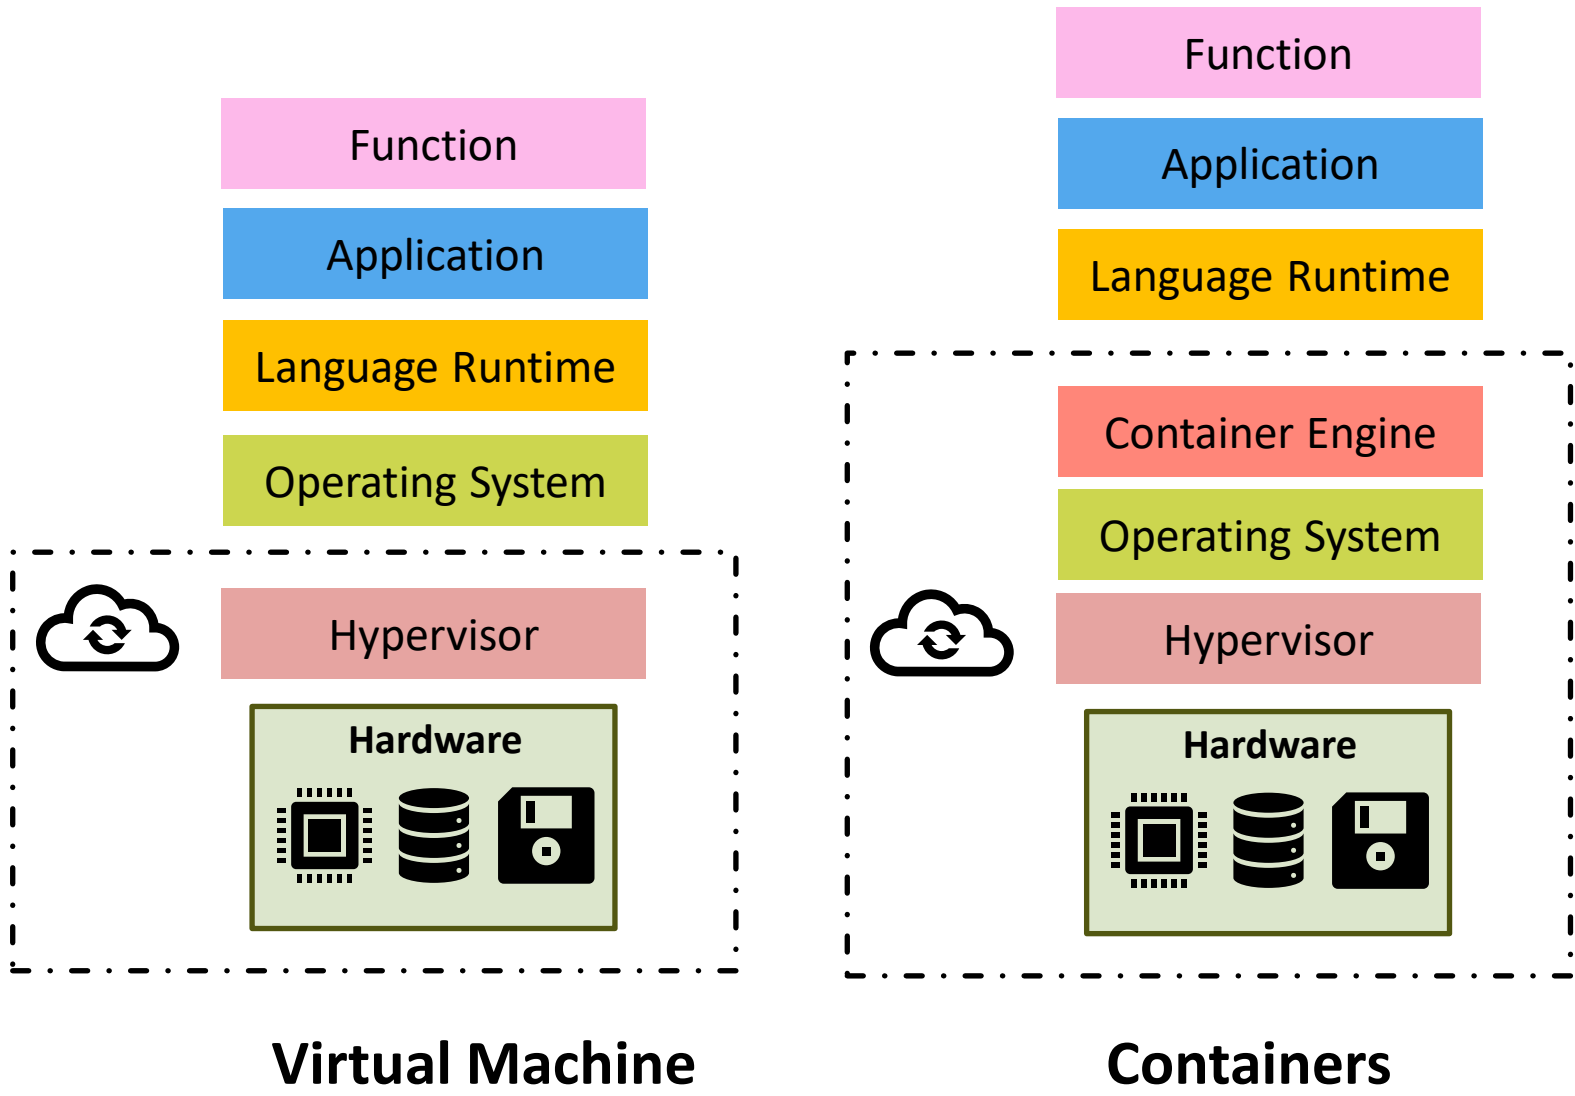 Function
Application
Language Runtime
Operating System
Hypervisor
Hardware
Virtual Machine
Function
Application
Language Runtime
Container Engine
Operating System
Hypervisor
Hardware
Containers